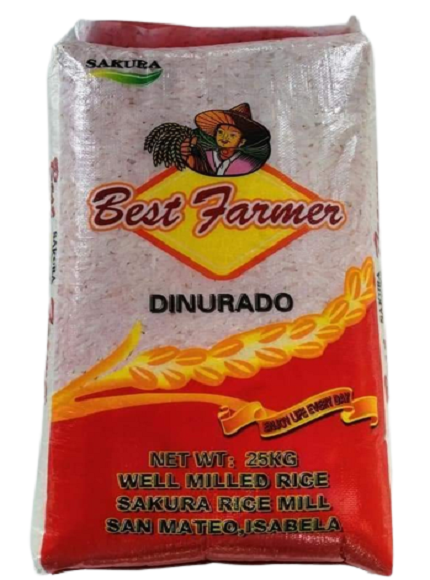 SAKURA
Best Farmer
DINURADO
ENJOY LIFE EVERY DAY
NET WT: 25KG
WELL MILLED RICE
SAKURA RICE MILL
SAN MATEO,ISABELA